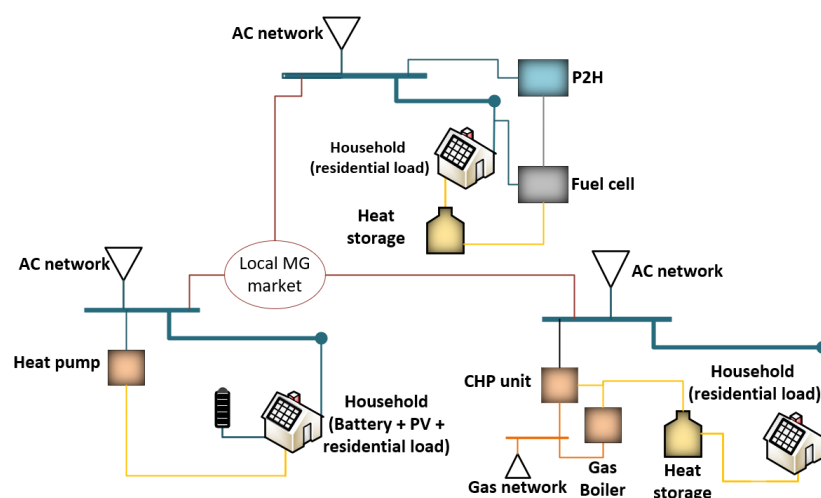 AC network
P2H
Household
(residential load)
Fuel cell
Heat
storage
AC network
Local MG
market
AC network
Heat pump
Household
(Battery + PV +
residential load)
CHP unit
Household
(residential load)
Gas network
Gas
Boiler
Heat
storage